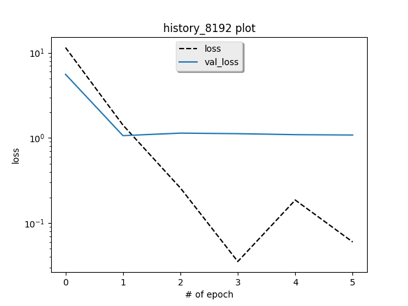 history_8192 plot
loss
val_loss
10¹
10⁰
10⁻¹
loss
0 1 2 3 4 5
# of epoch